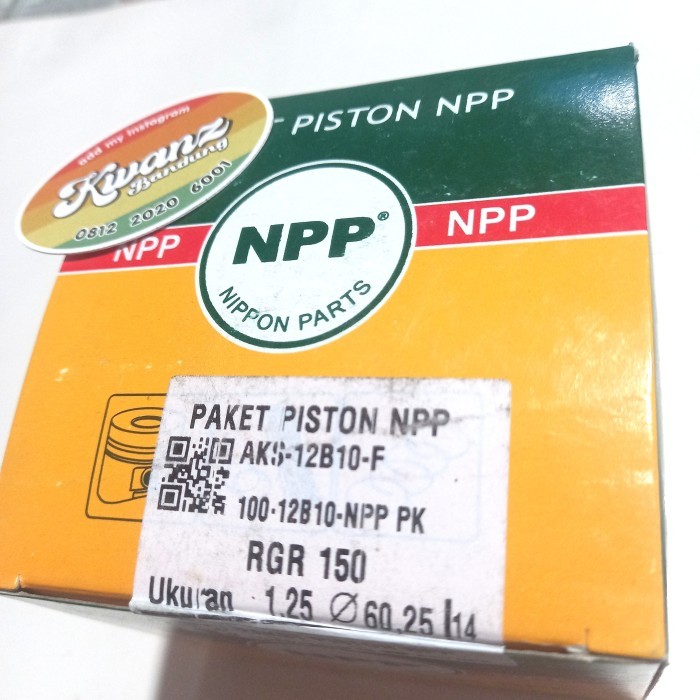 PISTON NPP
add my instagram
Kwanz
Bandung
0812 2020 6001
NPP
NPP®
NPP
NIPPON PARTS
PAKET PISTON NPP
AKS-12B10-F
100-12B10-NPP PK
RGR 150
Ukuran 1,25 Ø 60,25 14